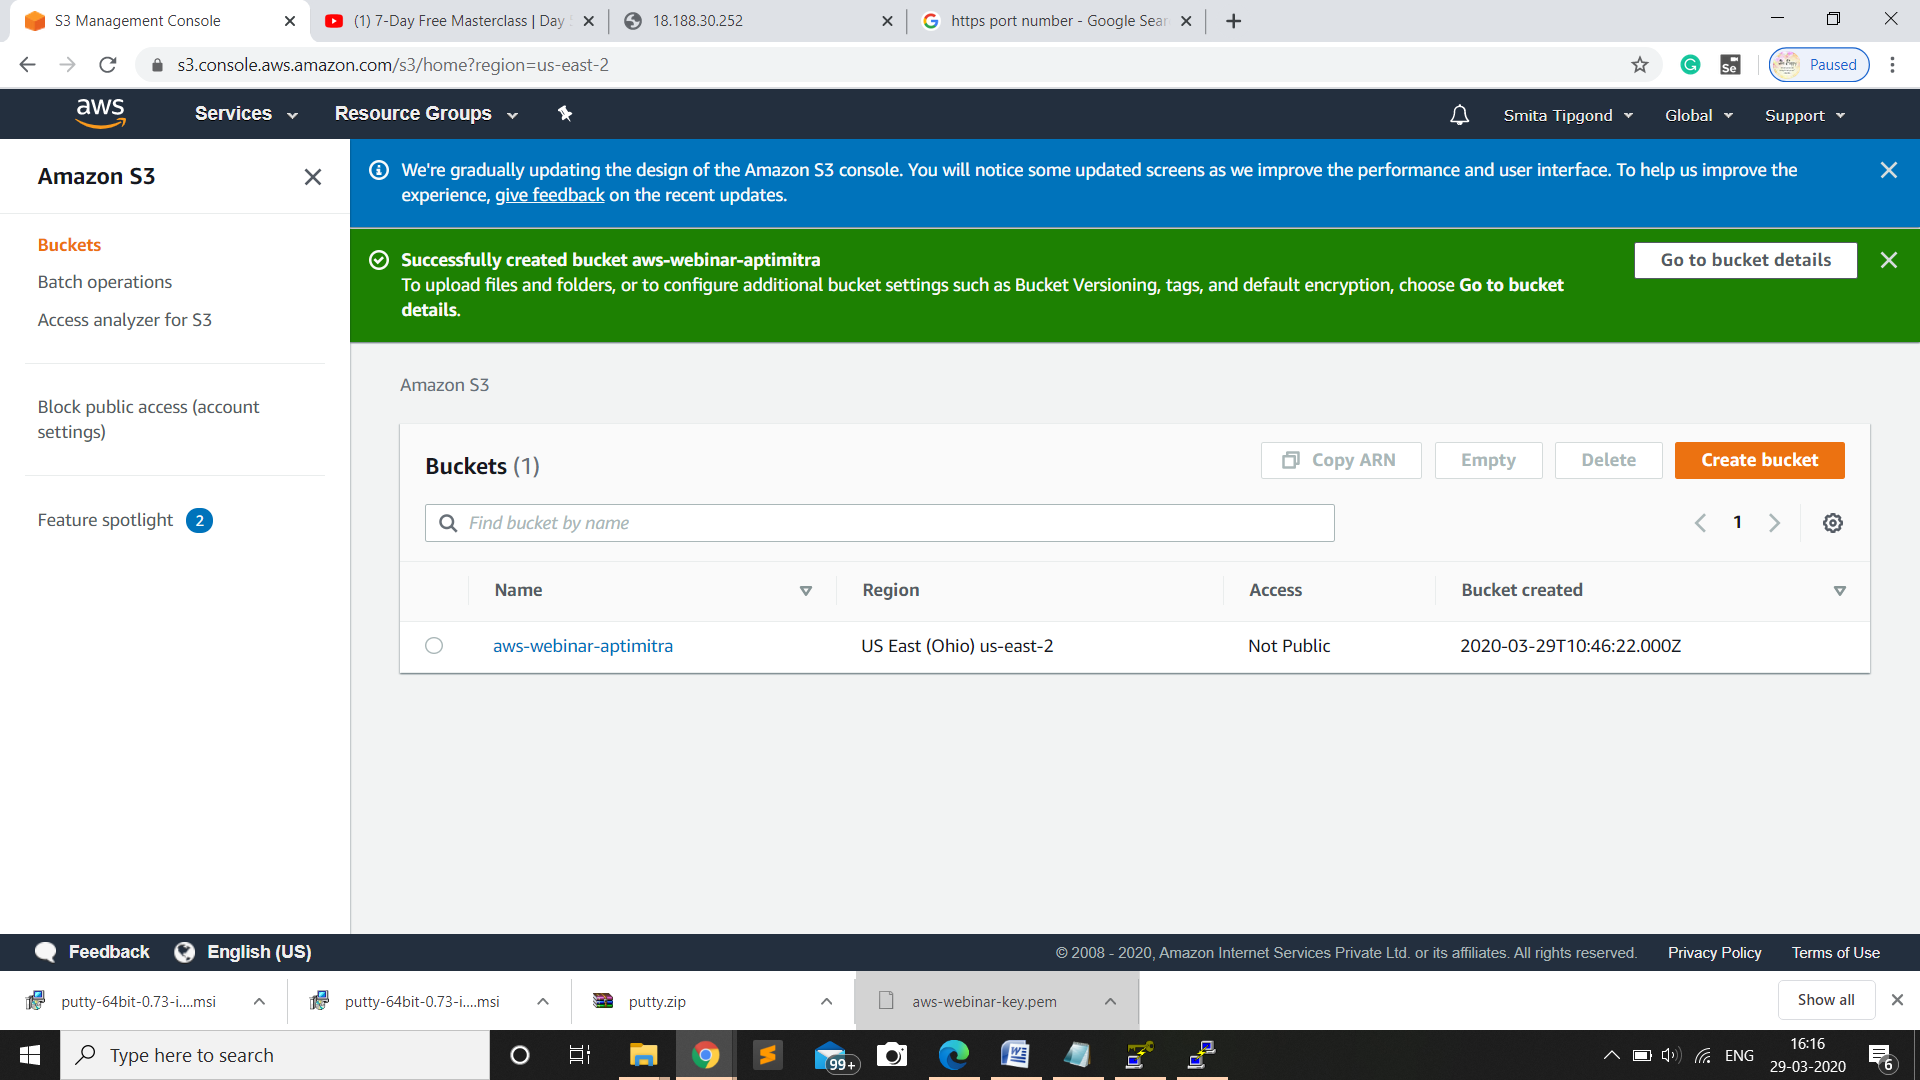 S3 Management Console
(1) 7-Day Free Masterclass | Day
18.188.30.252
https port number - Google Sear
s3.console.aws.amazon.com/s3/home?region=us-east-2
Se
Paused
aws
Services
Resource Groups
Smita Tipgond
Global
Support
Amazon S3
Buckets
Batch operations
Access analyzer for S3
Block public access (account
settings)
Feature spotlight 2
We're gradually updating the design of the Amazon S3 console. You will notice some updated screens as we improve the performance and user interface. To help us improve the
experience, give feedback on the recent updates.
Successfully created bucket aws-webinar-aptimitra
To upload files and folders, or to configure additional bucket settings such as Bucket Versioning, tags, and default encryption, choose Go to bucket
details.
Go to bucket details
Amazon S3
Buckets (1)
Copy ARN
Empty
Delete
Create bucket
Find bucket by name
1
Name
Region
Access
Bucket created
aws-webinar-aptimitra
US East (Ohio) us-east-2
Not Public
2020-03-29T10:46:22.000Z
Feedback
English (US)
© 2008 - 2020, Amazon Internet Services Private Ltd. or its affiliates. All rights reserved.
Privacy Policy
Terms of Use
putty-64bit-0.73-i....msi
putty-64bit-0.73-i....msi
putty.zip
aws-webinar-key.pem
Show all
Type here to search
99+
ENG
16:16
29-03-2020
6